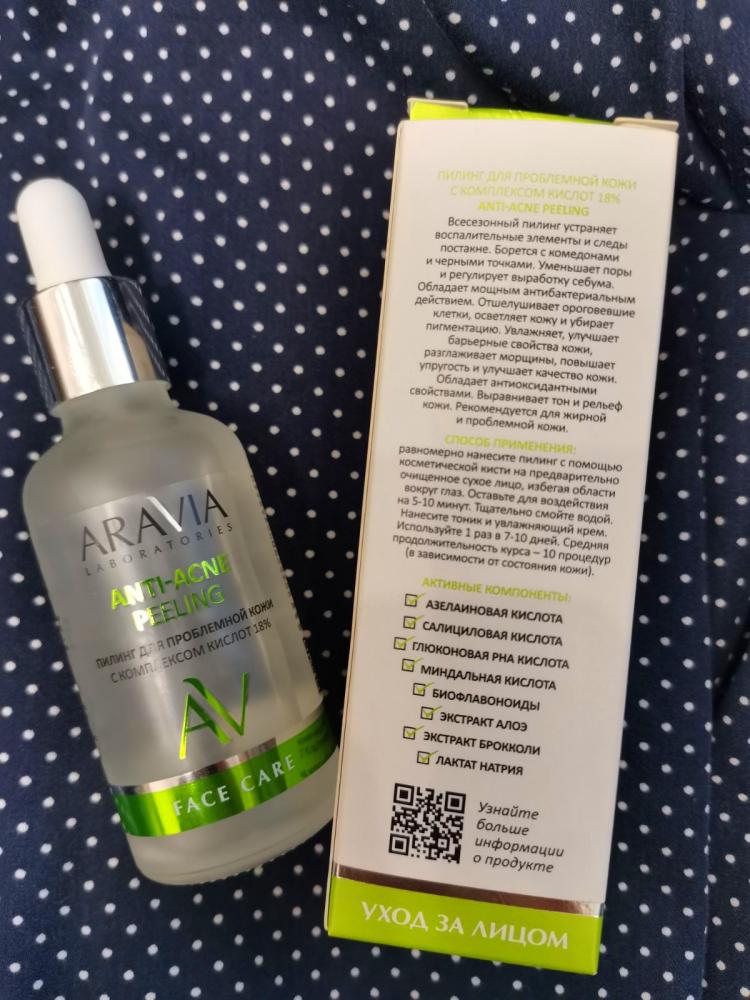 ARAVIA
LABORATORIES
ANTI-ACNE
PEELING
ПИЛИНГ ДЛЯ ПРОБЛЕМНОЙ КОЖИ
С КОМПЛЕКСОМ КИСЛОТ 18%
AV
FACE CARE
ПИЛИНГ ДЛЯ ПРОБЛЕМНОЙ КОЖИ
С КОМПЛЕКСОМ КИСЛОТ 18%
ANTI-ACNE PEELING
Всесезонный пилинг устраняет
воспалительные элементы и следы
постакне. Борется с комедонами
и черными точками. Уменьшает поры
и регулирует выработку себума.
Обладает мощным антибактериальным
действием. Отшелушивает ороговевшие
клетки, осветляет кожу и убирает
пигментацию. Увлажняет, улучшает
барьерные свойства кожи,
разглаживает морщины, повышает
упругость и улучшает качество кожи.
Обладает антиоксидантными
свойствами. Выравнивает тон и рельеф
кожи. Рекомендуется для жирной
и проблемной кожи.
СПОСОБ ПРИМЕНЕНИЯ:
равномерно нанесите пилинг с помощью
косметической кисти на предварительно
очищенное сухое лицо, избегая области
вокруг глаз. Оставьте для воздействия
на 5-10 минут. Тщательно смойте водой.
Нанесите тоник и увлажняющий крем.
Используйте 1 раз в 7-10 дней. Средняя
продолжительность курса – 10 процедур
(в зависимости от состояния кожи).
АКТИВНЫЕ КОМПОНЕНТЫ:
АЗЕЛАИНОВАЯ КИСЛОТА
САЛИЦИЛОВАЯ КИСЛОТА
ГЛЮКОНОВАЯ PHA КИСЛОТА
МИНДАЛЬНАЯ КИСЛОТА
БИОФЛАВОНОИДЫ
ЭКСТРАКТ АЛОЭ
ЭКСТРАКТ БРОККОЛИ
ЛАКТАТ НАТРИЯ
Узнайте
больше
информации
о продукте
УХОД ЗА ЛИЦОМ